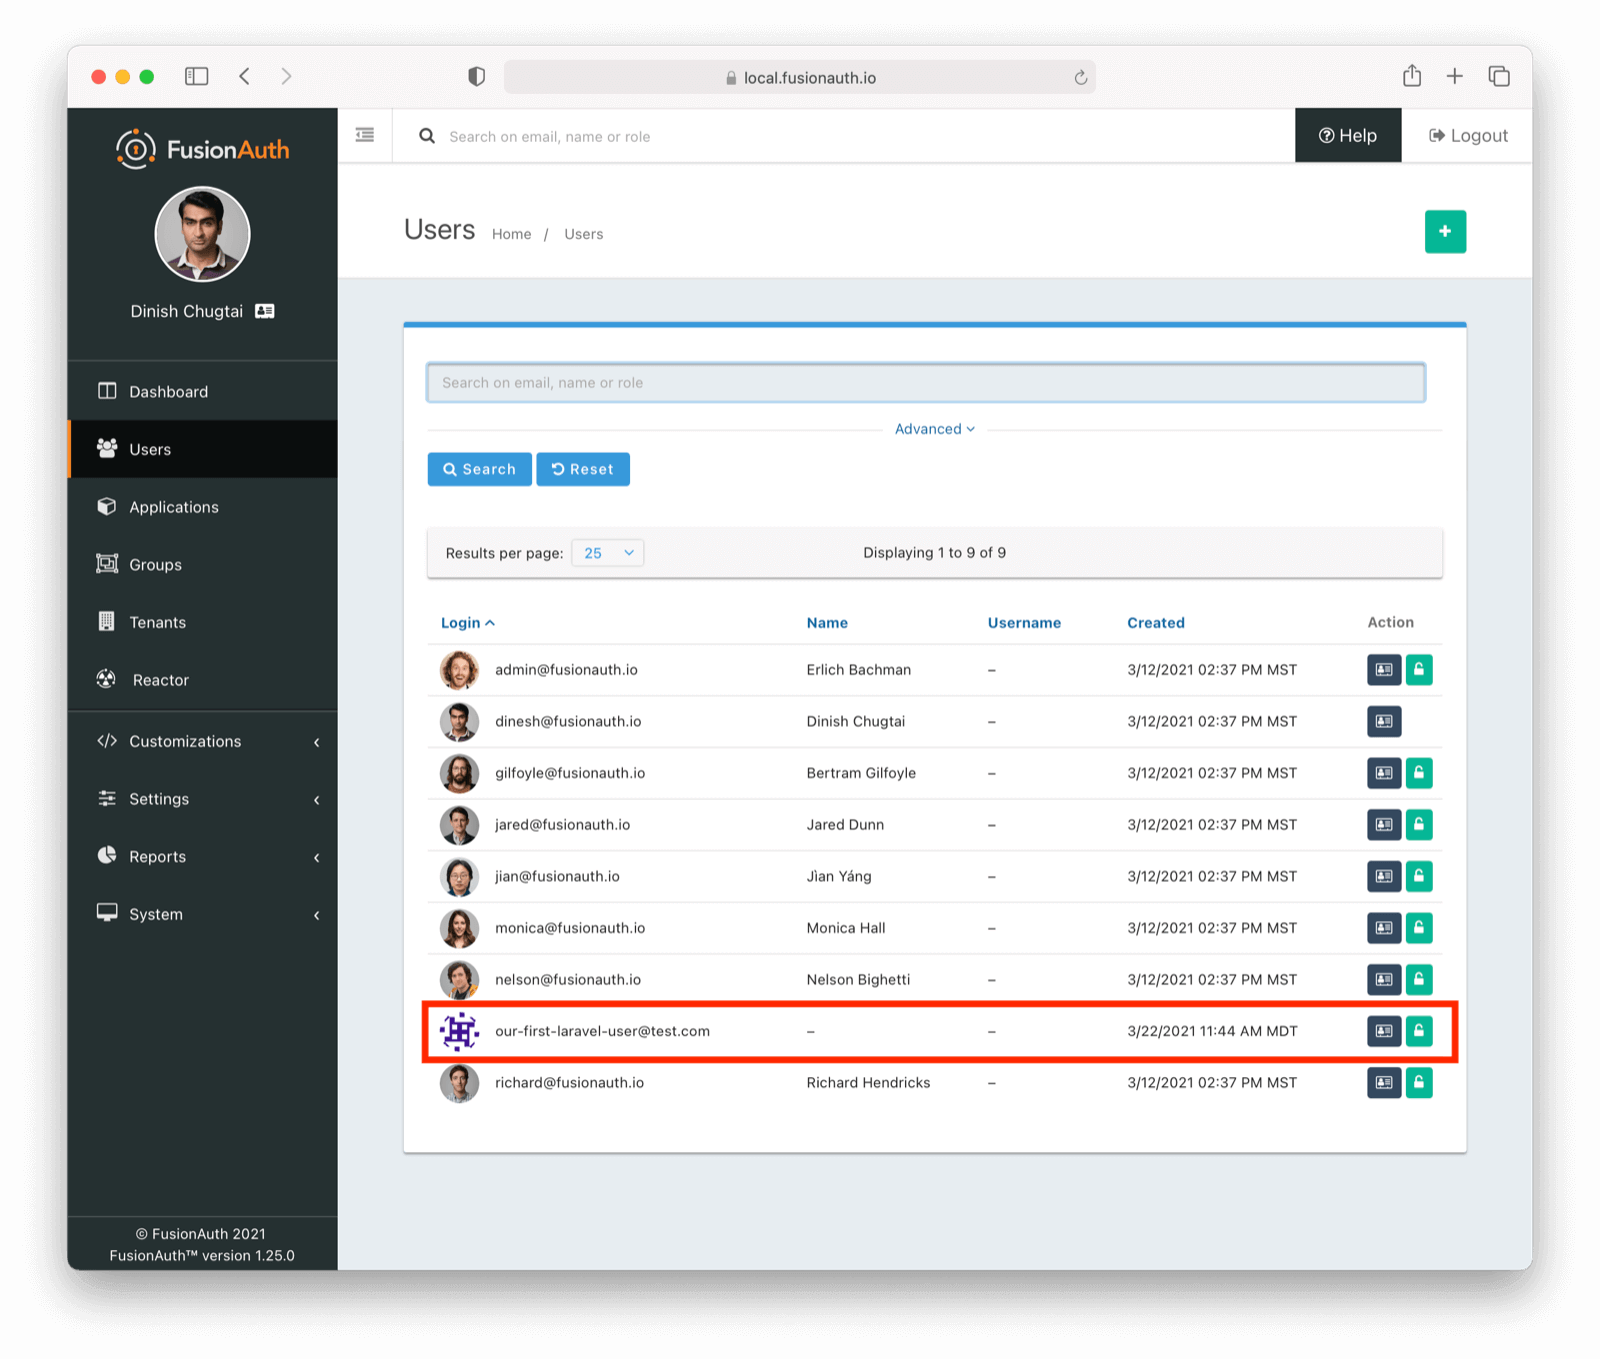 local.fusionauth.io
FusionAuth
Search on email, name or role
Help
Logout
Dinish Chugtai
Users
Home / Users
Dashboard
Users
Applications
Groups
Tenants
Reactor
Customizations
Settings
Reports
System
© FusionAuth 2021
FusionAuth™ version 1.25.0
Search on email, name or role
Advanced
Search
Reset
Results per page: 25
Displaying 1 to 9 of 9
Login Name Username Created Action
admin@fusionauth.io Erlich Bachman – 3/12/2021 02:37 PM MST
dinesh@fusionauth.io Dinish Chugtai – 3/12/2021 02:37 PM MST
gilfoyle@fusionauth.io Bertram Gilfoyle – 3/12/2021 02:37 PM MST
jared@fusionauth.io Jared Dunn – 3/12/2021 02:37 PM MST
jian@fusionauth.io Jìan Yáng – 3/12/2021 02:37 PM MST
monica@fusionauth.io Monica Hall – 3/12/2021 02:37 PM MST
nelson@fusionauth.io Nelson Bighetti – 3/12/2021 02:37 PM MST
our-first-laravel-user@test.com – – 3/22/2021 11:44 AM MDT
richard@fusionauth.io Richard Hendricks – 3/12/2021 02:37 PM MST